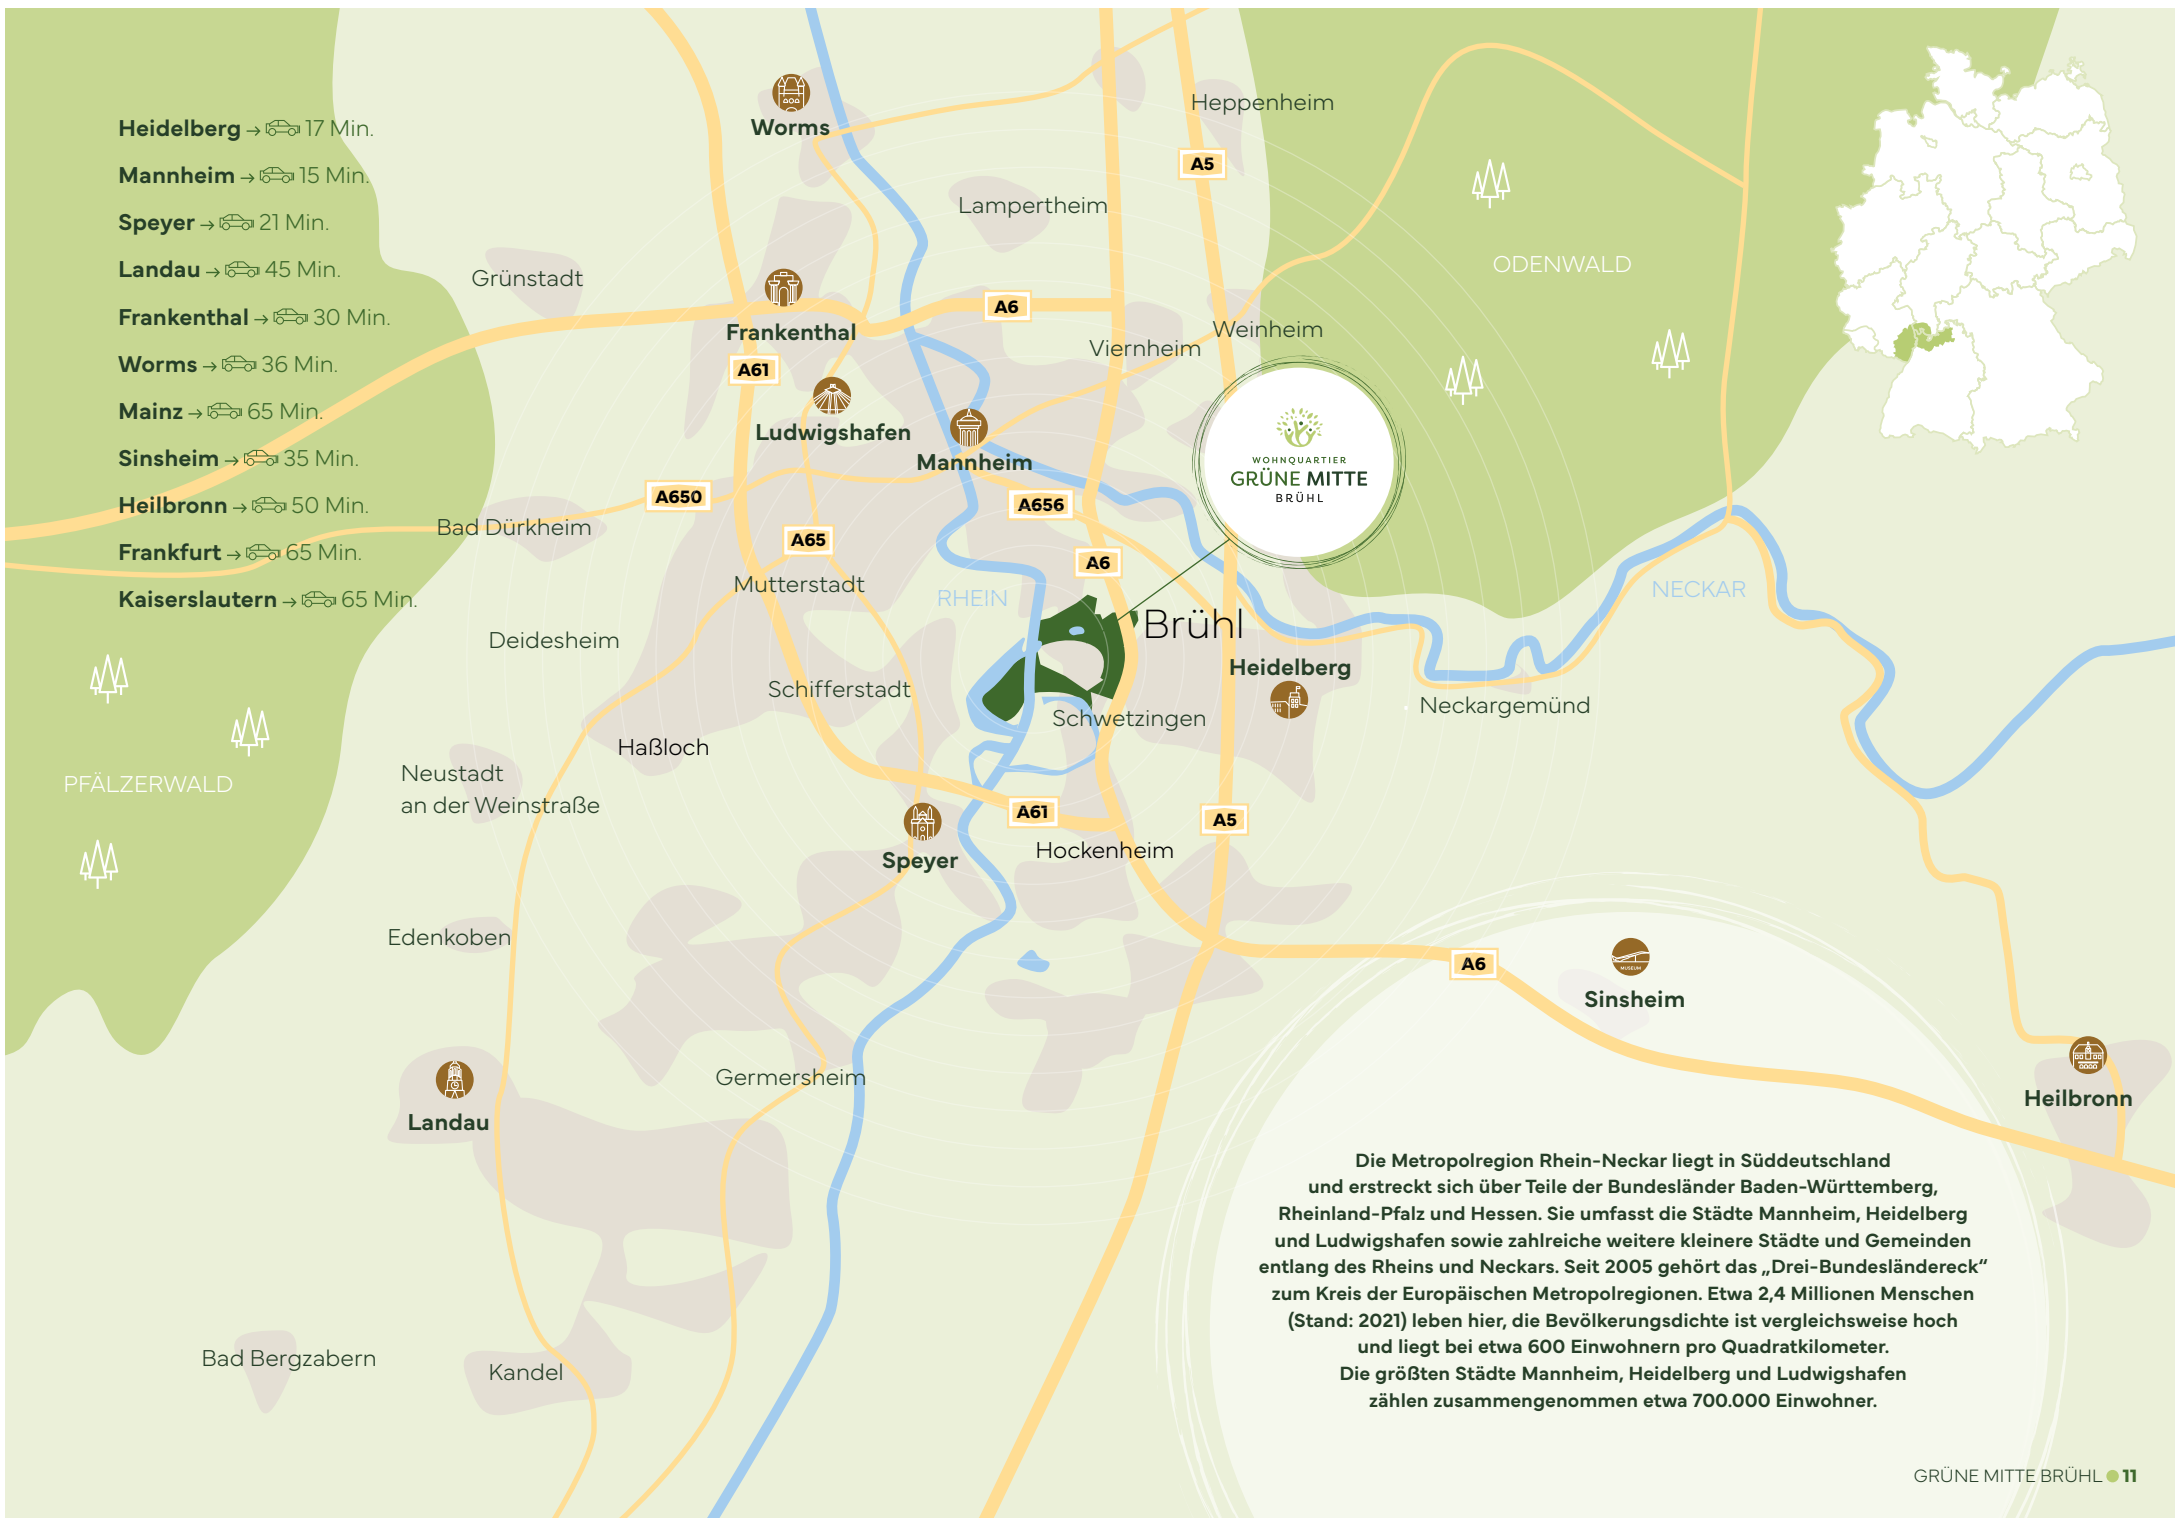 Heidelberg → 17 Min.
Mannheim → 15 Min.
Speyer → 21 Min.
Landau → 45 Min.
Frankenthal → 30 Min.
Worms → 36 Min.
Mainz → 65 Min.
Sinsheim → 35 Min.
Heilbronn → 50 Min.
Frankfurt → 65 Min.
Kaiserslautern → 65 Min.
Worms
Heppenheim
A5
Lampertheim
ODENWALD
Grünstadt
A6
Frankenthal
Weinheim
Viernheim
A61
Ludwigshafen
Mannheim
WOHNQUARTIER
GRÜNE MITTE
BRÜHL
A650
A656
Bad Dürkheim
A65
A6
Mutterstadt
RHEIN
NECKAR
Brühl
Deidesheim
Heidelberg
Schifferstadt
Neckargemünd
Schwetzingen
Haßloch
Neustadt
an der Weinstraße
PFÄLZERWALD
A61
A5
Hockenheim
Speyer
Edenkoben
A6
MUSEUM
Sinsheim
Germersheim
Heilbronn
Landau
Bad Bergzabern
Kandel
Die Metropolregion Rhein-Neckar liegt in Süddeutschland
und erstreckt sich über Teile der Bundesländer Baden-Württemberg,
Rheinland-Pfalz und Hessen. Sie umfasst die Städte Mannheim, Heidelberg
und Ludwigshafen sowie zahlreiche weitere kleinere Städte und Gemeinden
entlang des Rheins und Neckars. Seit 2005 gehört das „Drei-Bundesländereck“
zum Kreis der Europäischen Metropolregionen. Etwa 2,4 Millionen Menschen
(Stand: 2021) leben hier, die Bevölkerungsdichte ist vergleichsweise hoch
und liegt bei etwa 600 Einwohnern pro Quadratkilometer.
Die größten Städte Mannheim, Heidelberg und Ludwigshafen
zählen zusammengenommen etwa 700.000 Einwohner.
GRÜNE MITTE BRÜHL ● 11